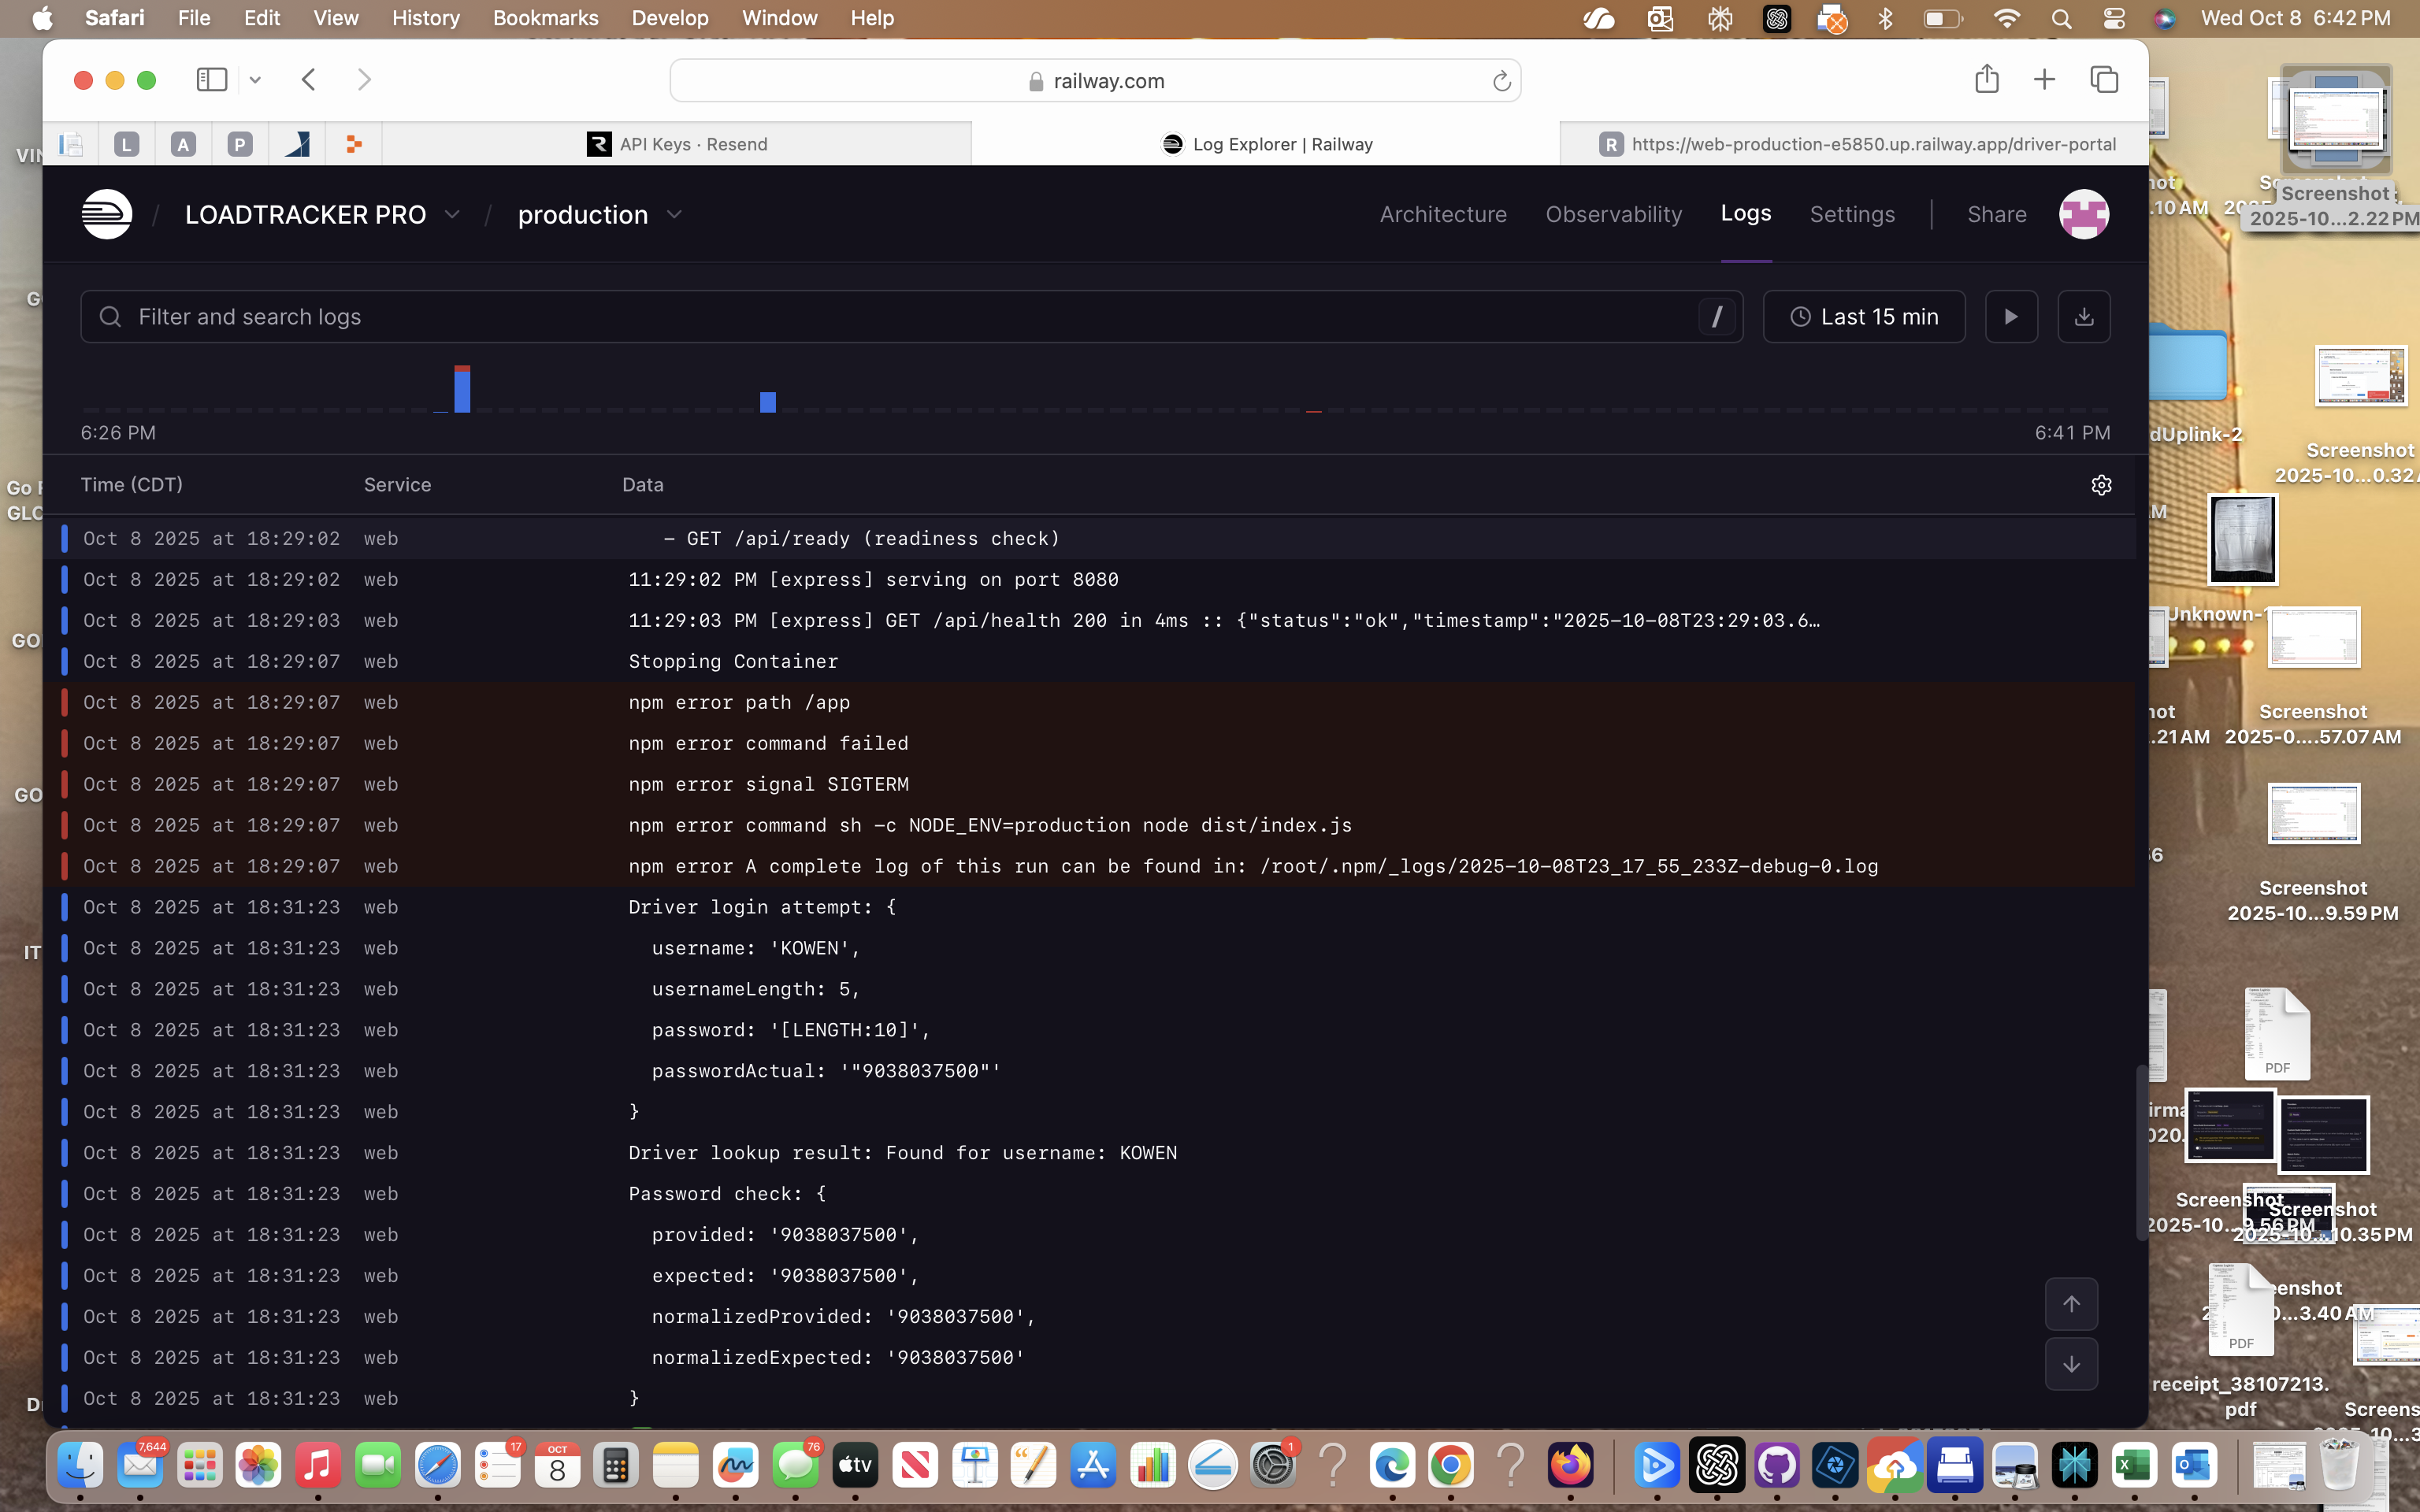 Safari File Edit View History Bookmarks Develop Window Help Wed Oct 8 6:42 PM
railway.com
L A P API Keys · Resend Log Explorer | Railway R https://web-production-e5850.up.railway.app/driver-portal
/ LOADTRACKER PRO / production Architecture Observability Logs Settings Share
Filter and search logs / Last 15 min
6:26 PM 6:41 PM
Time (CDT) Service Data
Oct 8 2025 at 18:29:02 web – GET /api/ready (readiness check)
Oct 8 2025 at 18:29:02 web 11:29:02 PM [express] serving on port 8080
Oct 8 2025 at 18:29:03 web 11:29:03 PM [express] GET /api/health 200 in 4ms :: {"status":"ok","timestamp":"2025-10-08T23:29:03.6…
Oct 8 2025 at 18:29:07 web Stopping Container
Oct 8 2025 at 18:29:07 web npm error path /app
Oct 8 2025 at 18:29:07 web npm error command failed
Oct 8 2025 at 18:29:07 web npm error signal SIGTERM
Oct 8 2025 at 18:29:07 web npm error command sh -c NODE_ENV=production node dist/index.js
Oct 8 2025 at 18:29:07 web npm error A complete log of this run can be found in: /root/.npm/_logs/2025-10-08T23_17_55_233Z-debug-0.log
Oct 8 2025 at 18:31:23 web Driver login attempt: {
Oct 8 2025 at 18:31:23 web username: 'KOWEN',
Oct 8 2025 at 18:31:23 web usernameLength: 5,
Oct 8 2025 at 18:31:23 web password: '[LENGTH:10]',
Oct 8 2025 at 18:31:23 web passwordActual: '"9038037500"'
Oct 8 2025 at 18:31:23 web }
Oct 8 2025 at 18:31:23 web Driver lookup result: Found for username: KOWEN
Oct 8 2025 at 18:31:23 web Password check: {
Oct 8 2025 at 18:31:23 web provided: '9038037500',
Oct 8 2025 at 18:31:23 web expected: '9038037500',
Oct 8 2025 at 18:31:23 web normalizedProvided: '9038037500',
Oct 8 2025 at 18:31:23 web normalizedExpected: '9038037500'
Oct 8 2025 at 18:31:23 web }
Screenshot
2025-10...2.22 PM
dUplink-2
Screenshot
2025-10...0.32
Unknown-1
Screenshot
2025-0....57.07 AM
.21 AM
Screenshot
2025-10...9.59 PM
PDF
Screenshot
2025-10...9.56 PM
Screenshot
10.35 PM
0...3.40 AM
PDF
receipt_38107213.
pdf
7,644 17 OCT 8 76 tv 1